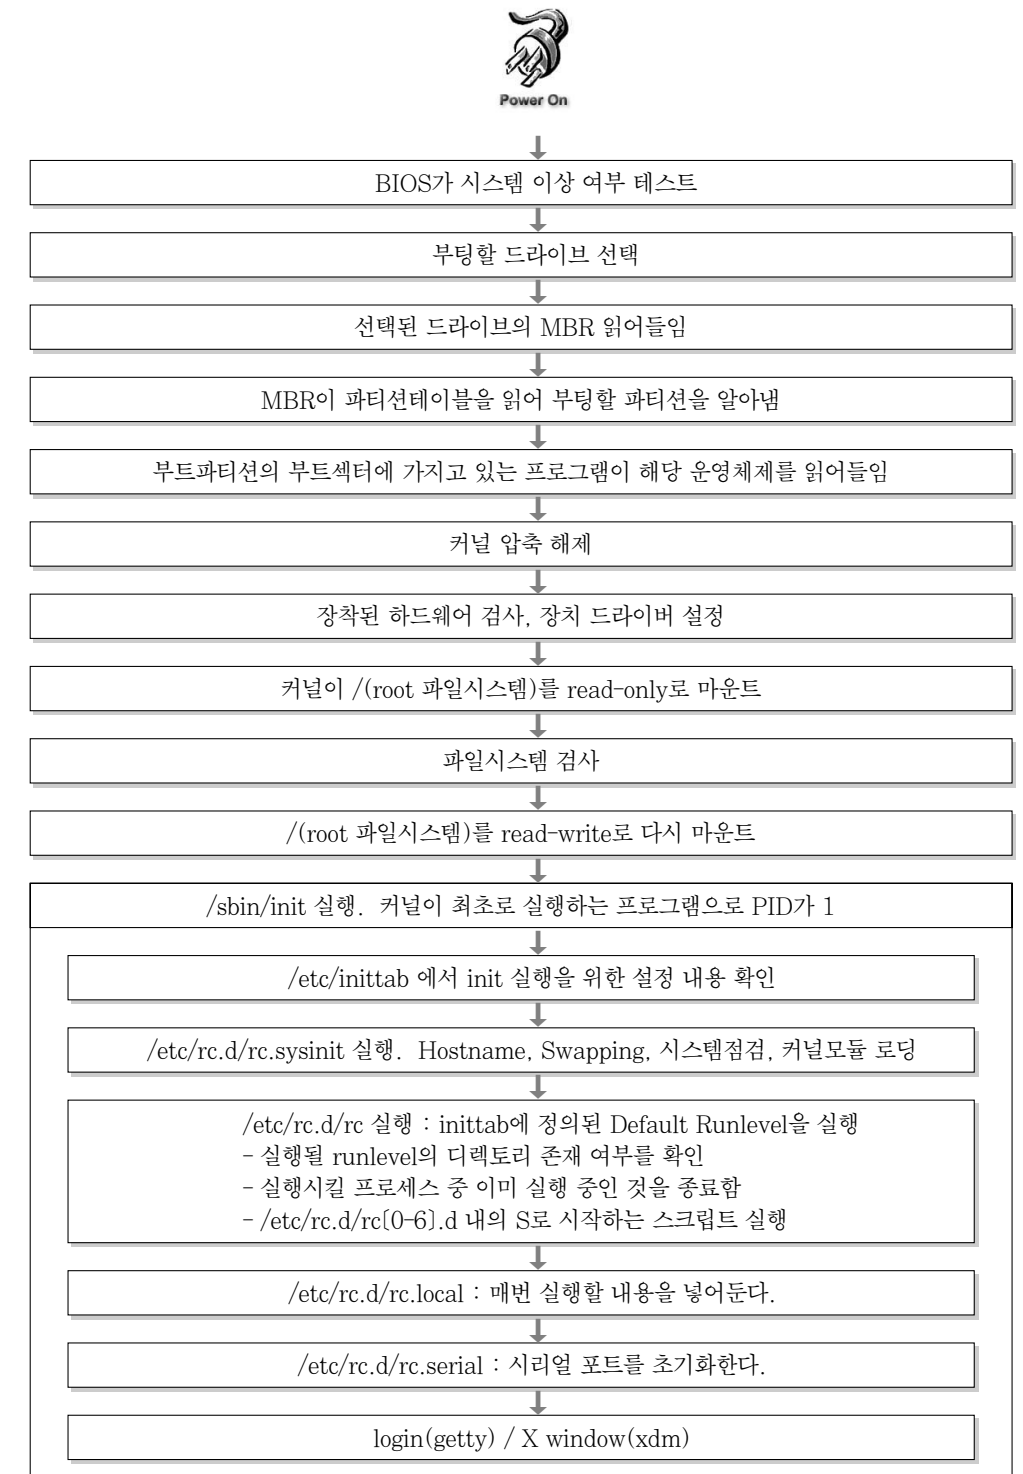 Power On
BIOS가 시스템 이상 여부 테스트
부팅할 드라이브 선택
선택된 드라이브의 MBR 읽어들임
MBR이 파티션테이블을 읽어 부팅할 파티션을 알아냄
부트파티션의 부트섹터에 가지고 있는 프로그램이 해당 운영체제를 읽어들임
커널 압축 해제
장착된 하드웨어 검사, 장치 드라이버 설정
커널이 /(root 파일시스템)를 read-only로 마운트
파일시스템 검사
/(root 파일시스템)를 read-write로 다시 마운트
/sbin/init 실행. 커널이 최초로 실행하는 프로그램으로 PID가 1
/etc/inittab 에서 init 실행을 위한 설정 내용 확인
/etc/rc.d/rc.sysinit 실행. Hostname, Swapping, 시스템점검, 커널모듈 로딩
/etc/rc.d/rc 실행 : inittab에 정의된 Default Runlevel을 실행
- 실행될 runlevel의 디렉토리 존재 여부를 확인
- 실행시킬 프로세스 중 이미 실행 중인 것을 종료함
- /etc/rc.d/rc[0-6].d 내의 S로 시작하는 스크립트 실행
/etc/rc.d/rc.local : 매번 실행할 내용을 넣어둔다.
/etc/rc.d/rc.serial : 시리얼 포트를 초기화한다.
login(getty) / X window(xdm)